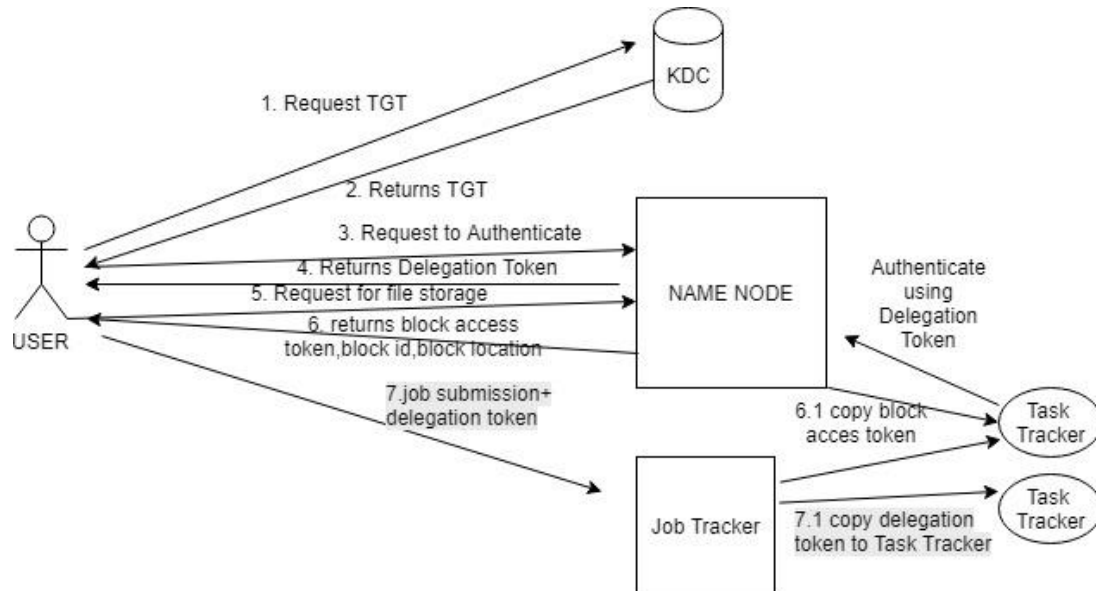 KDC
1. Request TGT
2. Returns TGT
3. Request to Authenticate
4. Returns Delegation Token
5. Request for file storage
6. returns block access
token,block id,block location
USER
NAME NODE
Authenticate
using
Delegation
Token
7.job submission+
delegation token
6.1 copy block
acces token
Task
Tracker
Job Tracker
7.1 copy delegation
token to Task Tracker
Task
Tracker